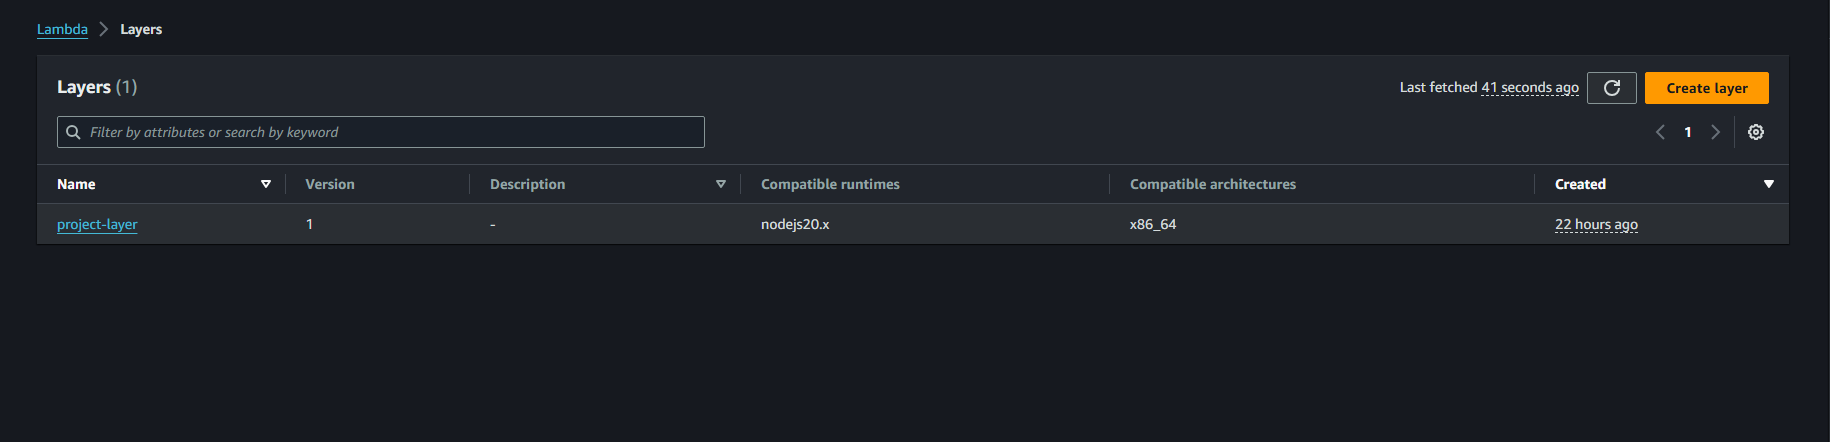 Lambda > Layers
Layers (1)
Last fetched 41 seconds ago
Create layer
Filter by attributes or search by keyword
1
Name Version Description Compatible runtimes Compatible architectures Created
project-layer 1 - nodejs20.x x86_64 22 hours ago